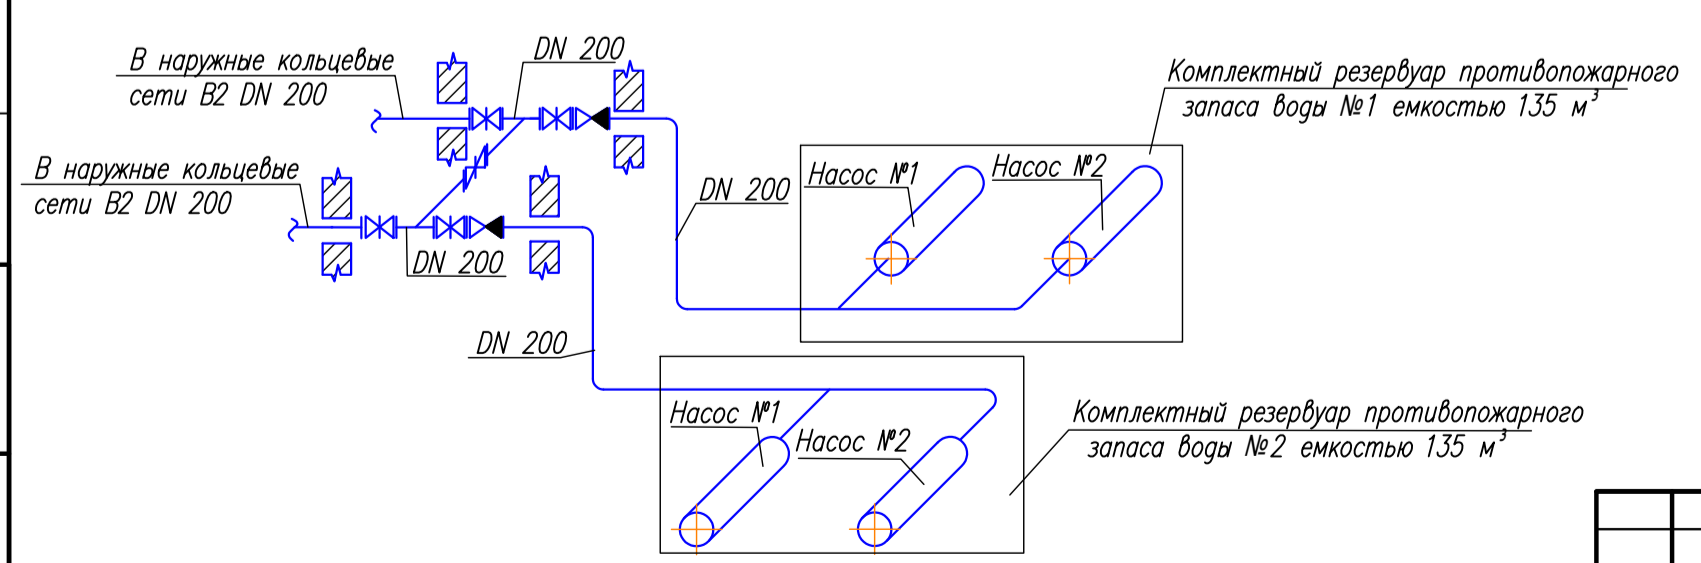 В наружные кольцевые
сети В2 DN 200
DN 200
Комплектный резервуар противопожарного
запаса воды №1 емкостью 135 м³
В наружные кольцевые
сети В2 DN 200
DN 200
Насос №1
Насос №2
DN 200
DN 200
Насос №1
Насос №2
Комплектный резервуар противопожарного
запаса воды №2 емкостью 135 м³